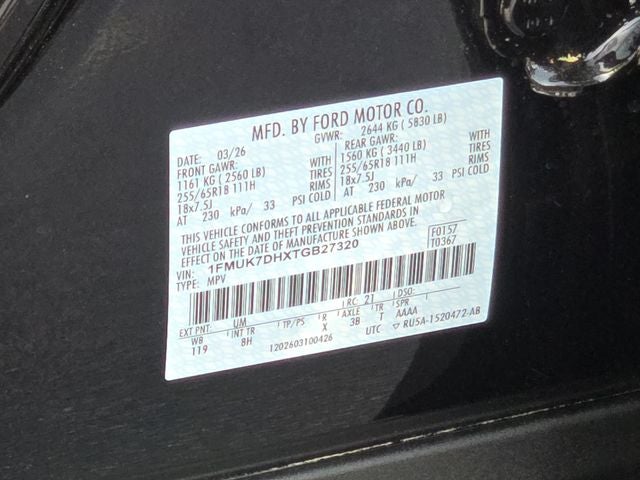 MFD. BY FORD MOTOR CO.
DATE: 03/26 GVWR: 2644 KG ( 5830 LB)
FRONT GAWR: WITH REAR GAWR: WITH
1161 KG ( 2560 LB) TIRES 1560 KG ( 3440 LB) TIRES
255/65R18 111H RIMS 255/65R18 111H RIMS
18x7.5J PSI COLD 18x7.5J PSI COLD
AT 230 kPa/ 33 AT 230 kPa/ 33
THIS VEHICLE CONFORMS TO ALL APPLICABLE FEDERAL MOTOR
VEHICLE SAFETY AND THEFT PREVENTION STANDARDS IN
EFFECT ON THE DATE OF MANUFACTURE SHOWN ABOVE.
VIN: 1FMUK7DHXTGB27320 F0157
TYPE: MPV T0367
EXT PNT: UM RC: 21 DSO:
WB INT TR TP/PS R AXLE TR SPR
119 8H X 3B T AAAA
1202603100426 UTC ▽ RU5A-1520472-AB